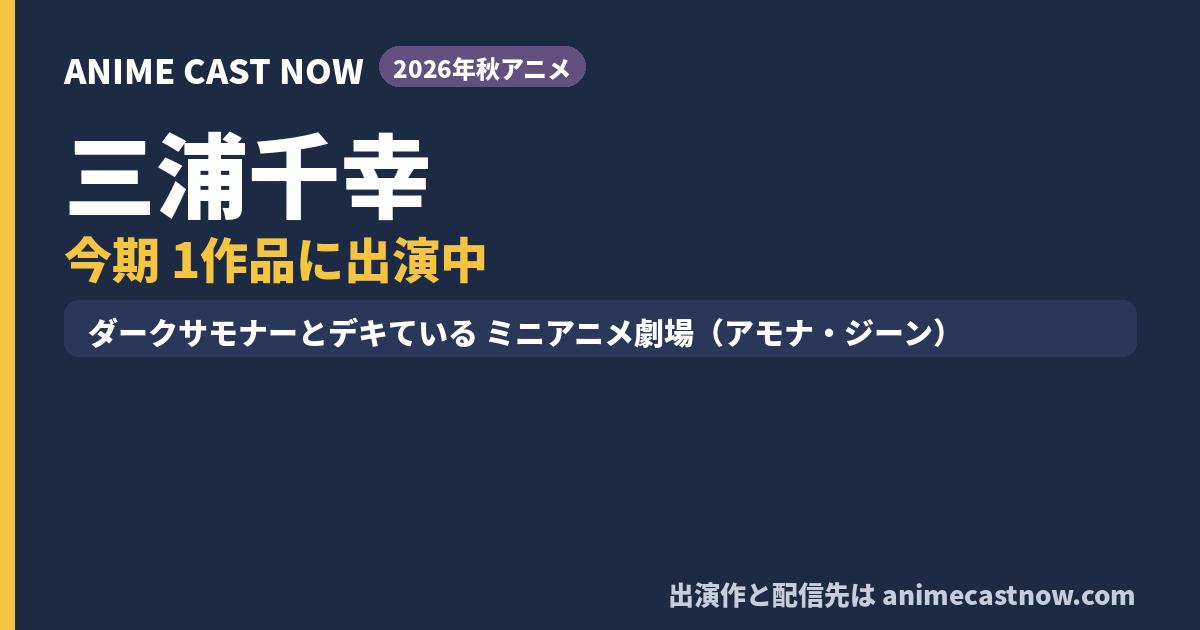 ANIME CAST NOW 2026年秋アニメ
三浦千幸
今期 1作品に出演中
ダークサモナーとデキている ミニアニメ劇場（アモナ・ジーン）
出演作と配信先は animecastnow.com